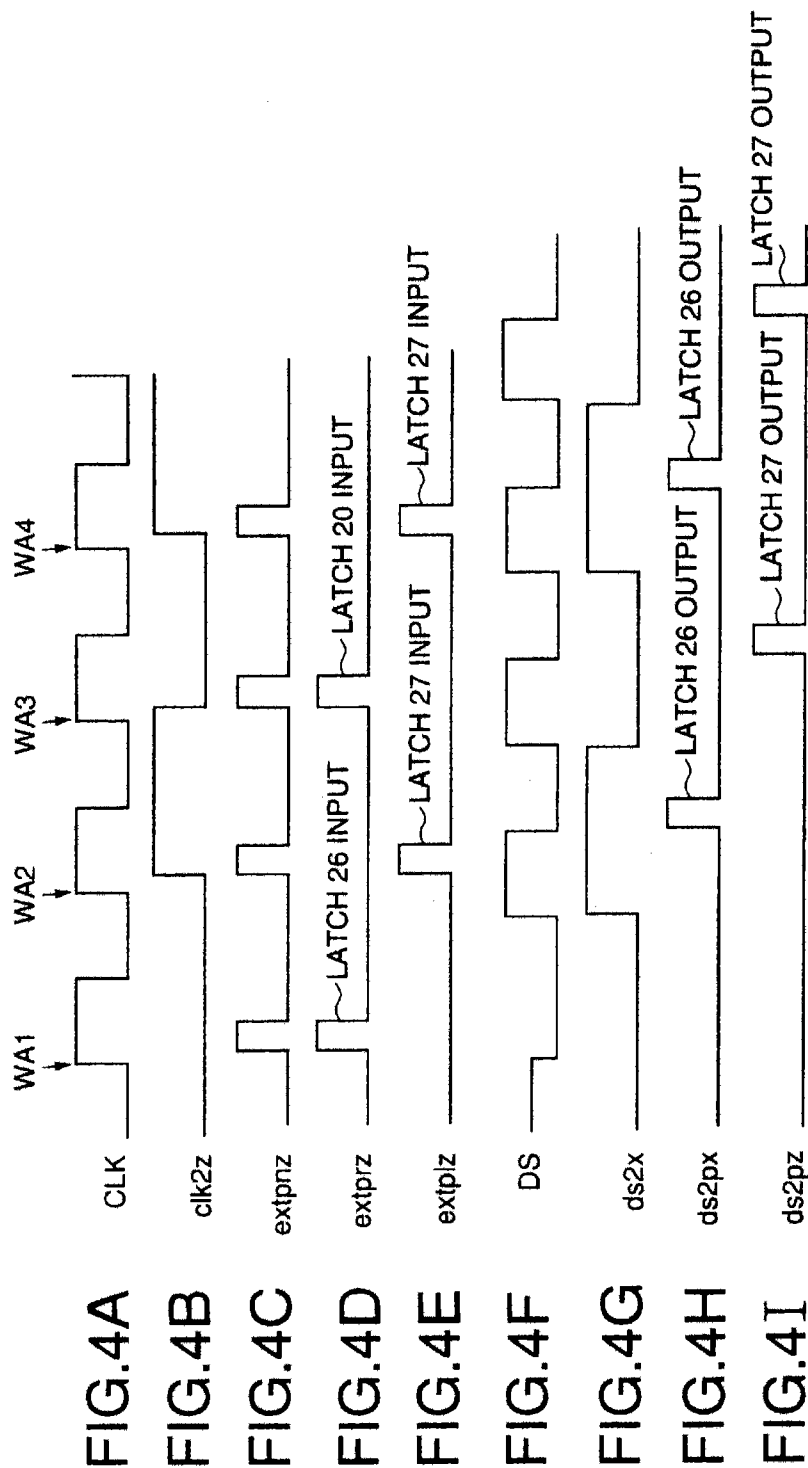 WA1 WA2 WA3 WA4
FIG.4A CLK
FIG.4B clk2z
FIG.4C extpnz
FIG.4D extprz LATCH 26 INPUT LATCH 20 INPUT
FIG.4E extplz LATCH 27 INPUT LATCH 27 INPUT
FIG.4F DS
FIG.4G ds2x
FIG.4H ds2px LATCH 26 OUTPUT LATCH 26 OUTPUT
FIG.4I ds2pz LATCH 27 OUTPUT LATCH 27 OUTPUT